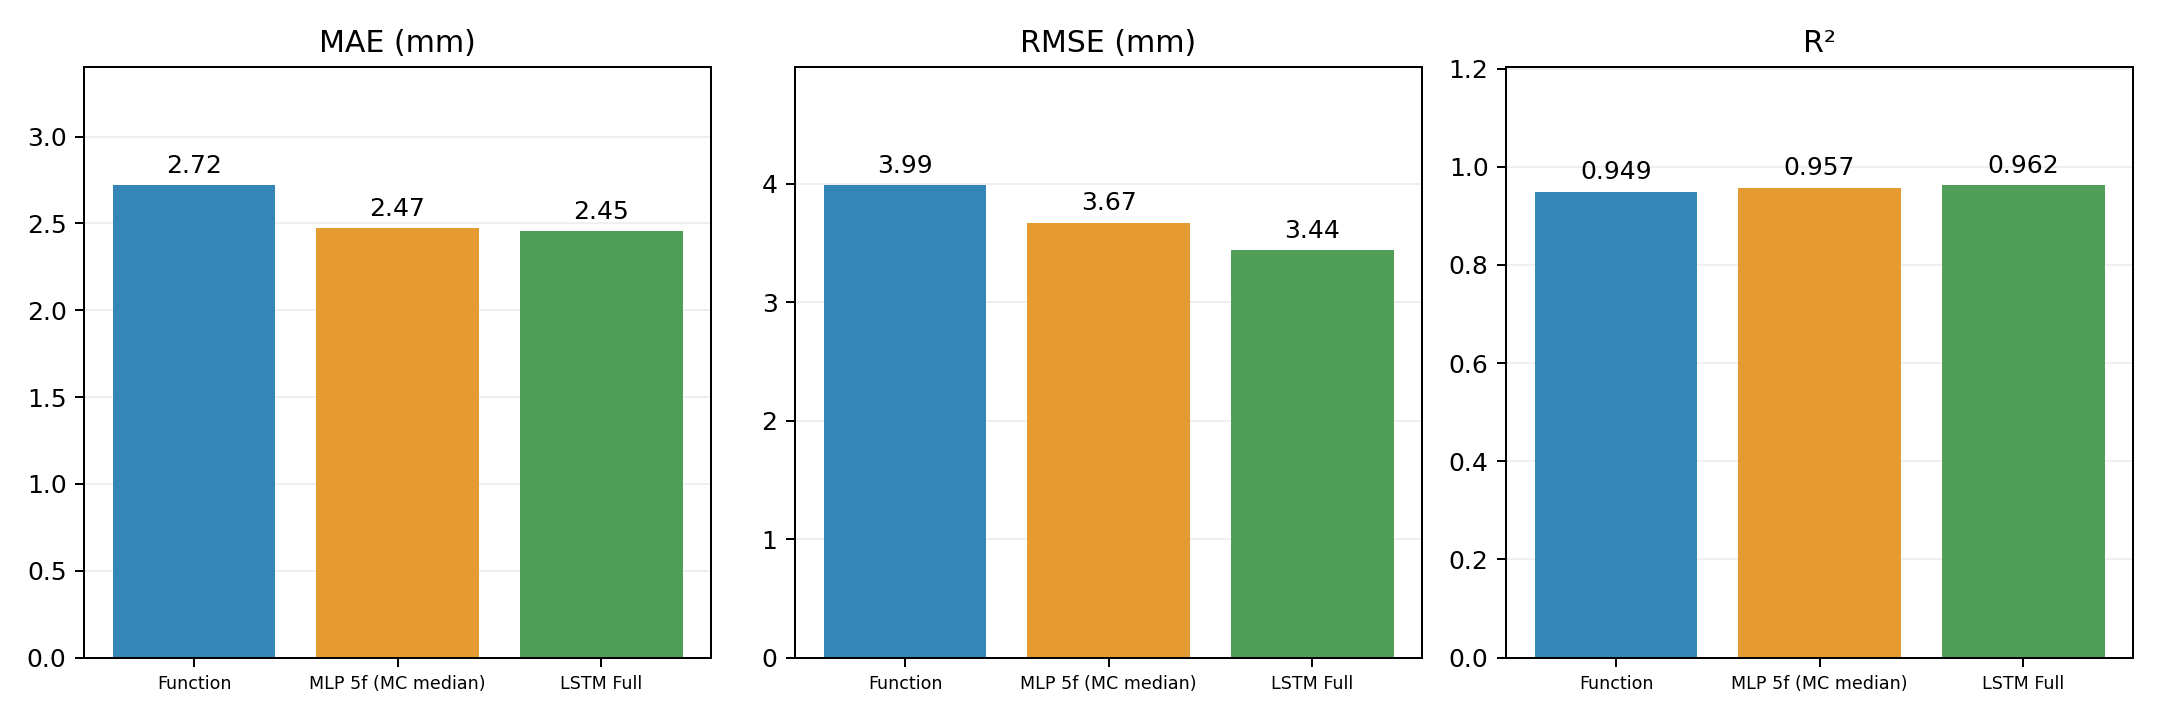 MAE (mm)
3.0
2.5
2.0
1.5
1.0
0.5
0.0
2.72
2.47
2.45
Function
MLP 5f (MC median)
LSTM Full
RMSE (mm)
4
3
2
1
0
3.99
3.67
3.44
Function
MLP 5f (MC median)
LSTM Full
R²
1.2
1.0
0.8
0.6
0.4
0.2
0.0
0.949
0.957
0.962
Function
MLP 5f (MC median)
LSTM Full